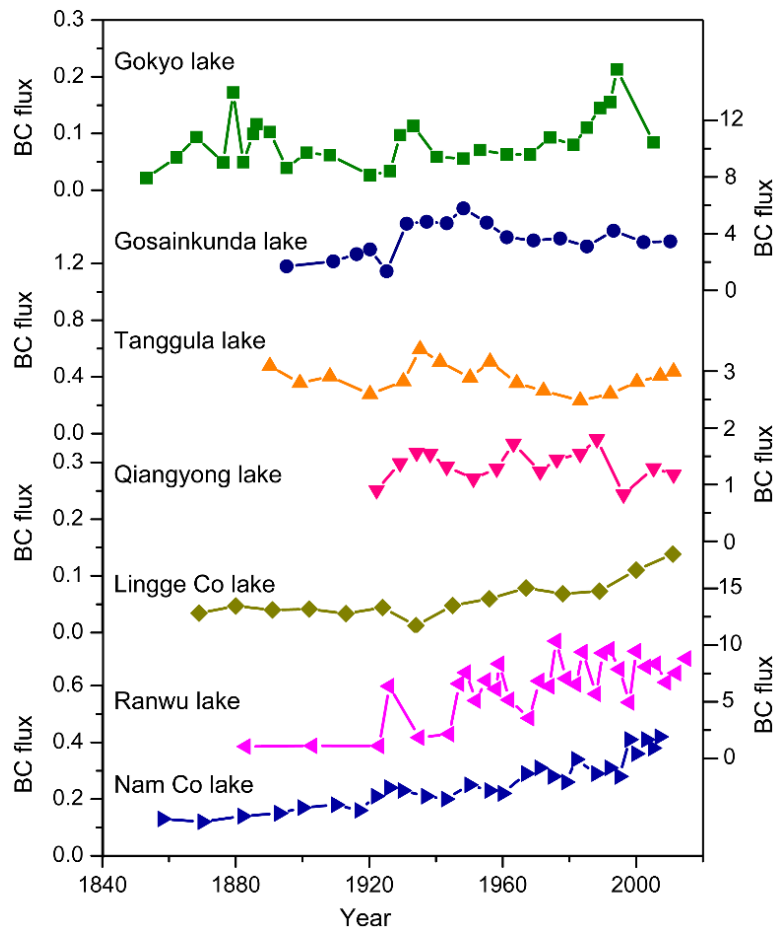 0.3
Gokyo lake
0.2
BC flux
0.1
0.0
12
8
BC flux
4
0
Gosainkunda lake
1.2
BC flux
0.8
Tanggula lake
0.4
0.0
3
2
BC flux
1
0
0.3
Qiangyong lake
BC flux
0.2
0.1
Lingge Co lake
0.0
15
10
BC flux
5
0
0.6
Ranwu lake
BC flux
0.4
Nam Co lake
0.2
0.0
1840
1880
1920
1960
2000
Year